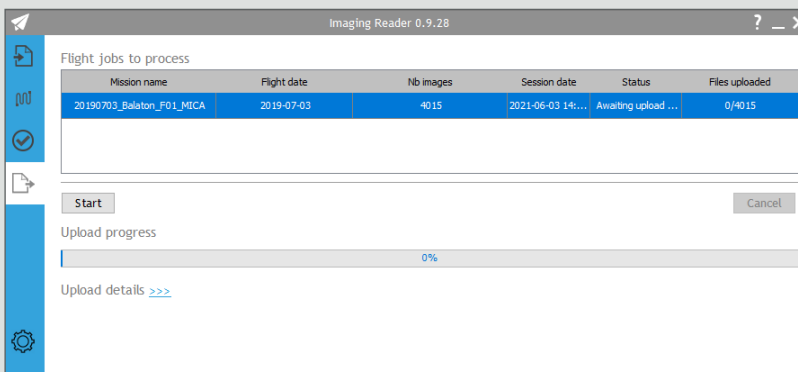 Imaging Reader 0.9.28 ?
Flight jobs to process
Mission name Flight date Nb images Session date Status Files uploaded
20190703_Balaton_F01_MICA 2019-07-03 4015 2021-06-03 14:... Awaiting upload ... 0/4015
Start Cancel
Upload progress
0%
Upload details >>>